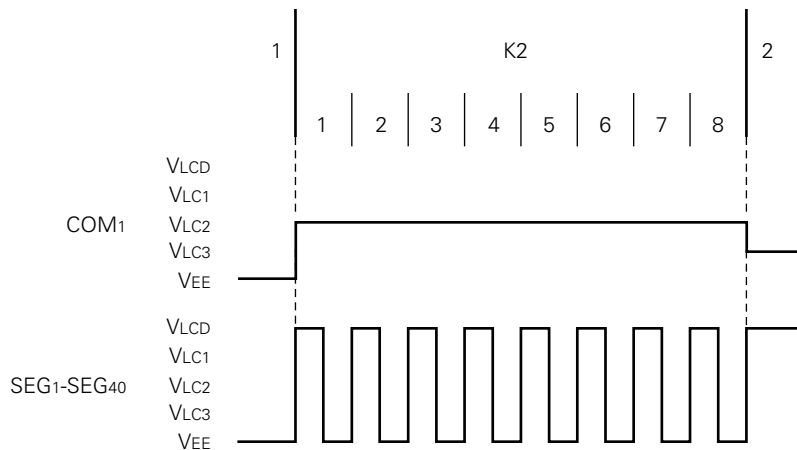 1 K2 2
1 2 3 4 5 6 7 8
VLCD
VLC1
COM1 VLC2
VLC3
VEE
VLCD
VLC1
SEG1-SEG40 VLC2
VLC3
VEE